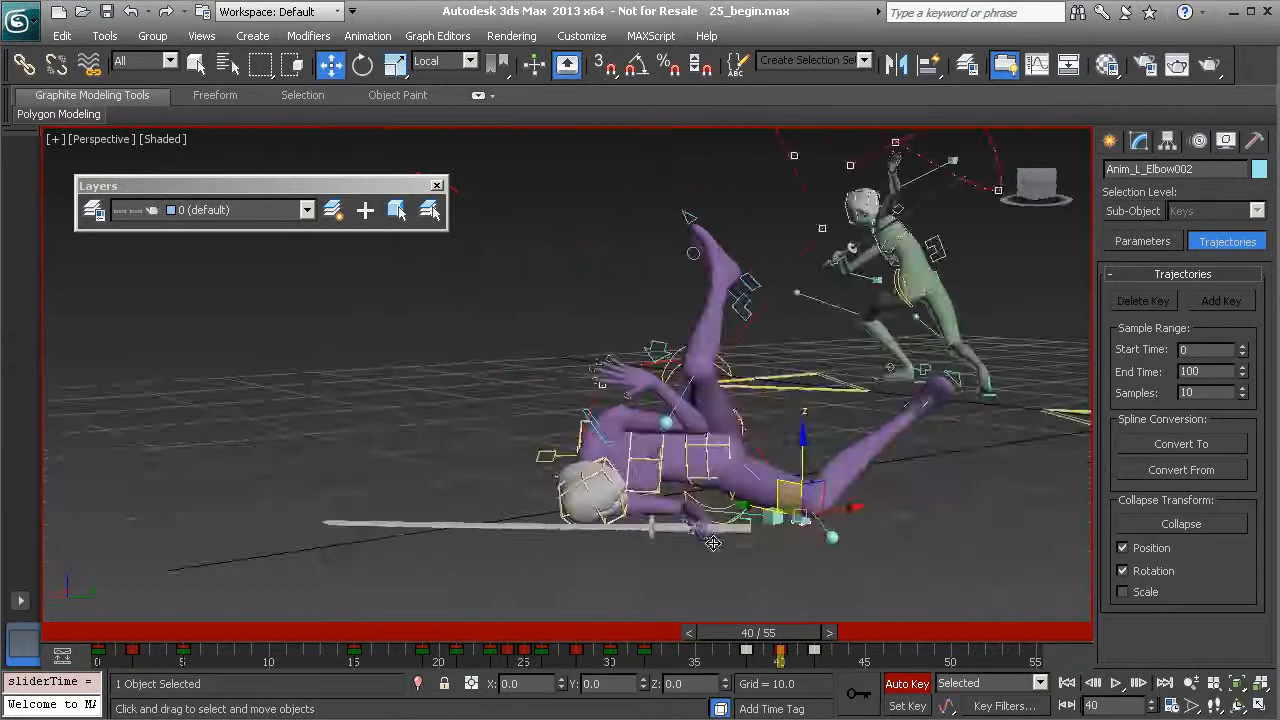 Workspace: Default
Autodesk 3ds Max 2013 x64 - Not for Resale 25_begin.max
Type a keyword or phrase
Edit Tools Group Views Create Modifiers Animation Graph Editors Rendering Customize MAXScript Help
All
Local
Create Selection Se
Graphite Modeling Tools Freeform Selection Object Paint
Polygon Modeling
[+] [Perspective] [Shaded]
Layers
0 (default)
Anim_L_Elbow002
Selection Level:
Sub-Object Keys
Parameters Trajectories
- Trajectories
Delete Key Add Key
Sample Range:
Start Time: 0
End Time: 100
Samples: 10
Spline Conversion:
Convert To
Convert From
Collapse Transform:
Collapse
Position
Rotation
Scale
z
< 40 / 55 >
0 5 10 15 20 25 30 35 45 50 55
sliderTime =
1 Object Selected
X: 0.0 Y: 0.0 Z: 0.0
Grid = 10.0
Auto Key Selected
Welcome to MA
Click and drag to select and move objects
Add Time Tag
Set Key Key Filters...
40